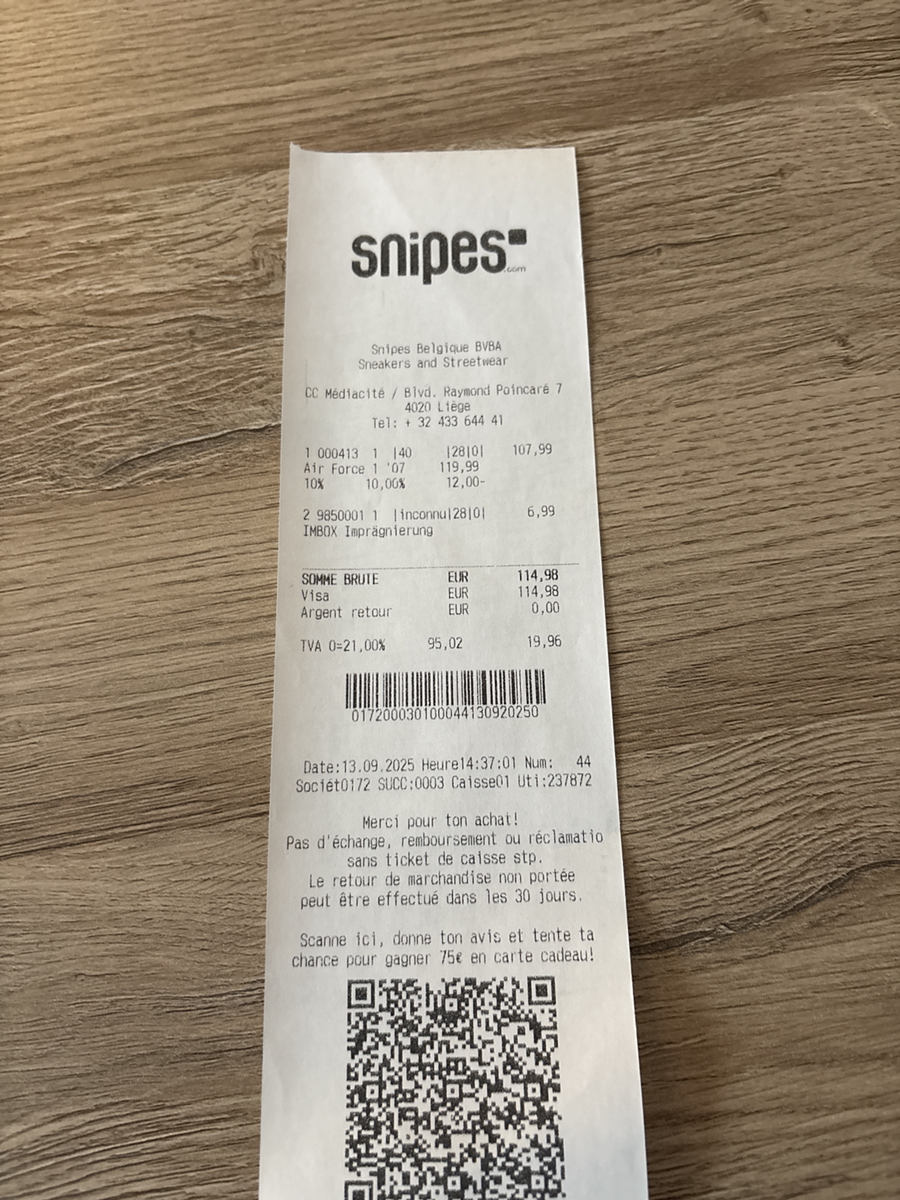 snipes
.com
Snipes Belgique BVBA
Sneakers and Streetwear
CC Médiacité / Blvd. Raymond Poincaré 7
4020 Liège
Tel: + 32 433 644 41
1 000413 1 |40 |28|0| 107,99
Air Force 1 '07 119,99
10% 10,00% 12,00-
2 9850001 1 |inconnu|28|0| 6,99
IMBOX Imprägnierung
SOMME BRUTE EUR 114,98
Visa EUR 114,98
Argent retour EUR 0,00
TVA 0=21,00% 95,02 19,96
017200030100044130920250
Date:13.09.2025 Heure14:37:01 Num: 44
Sociét0172 SUCC:0003 Caisse01 Uti:237872
Merci pour ton achat!
Pas d'échange, remboursement ou réclamatio
sans ticket de caisse stp.
Le retour de marchandise non portée
peut être effectué dans les 30 jours.
Scanne ici, donne ton avis et tente ta
chance pour gagner 75€ en carte cadeau!